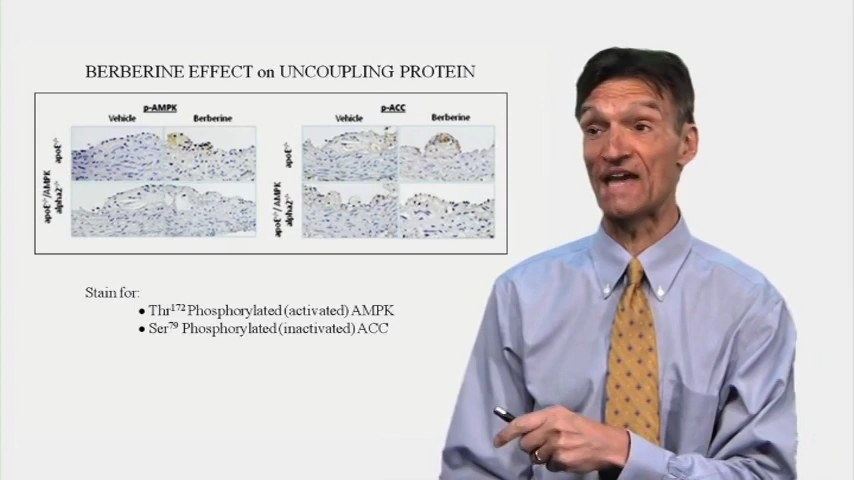 BERBERINE EFFECT on UNCOUPLING PROTEIN
p-AMPK
Vehicle Berberine
apoE-/-
apoE-/-/AMPK
alpha2-/-
p-ACC
Vehicle Berberine
apoE-/-
apoE-/-/AMPK
alpha2-/-
Stain for:
• Thr172 Phosphorylated (activated) AMPK
• Ser79 Phosphorylated (inactivated) ACC